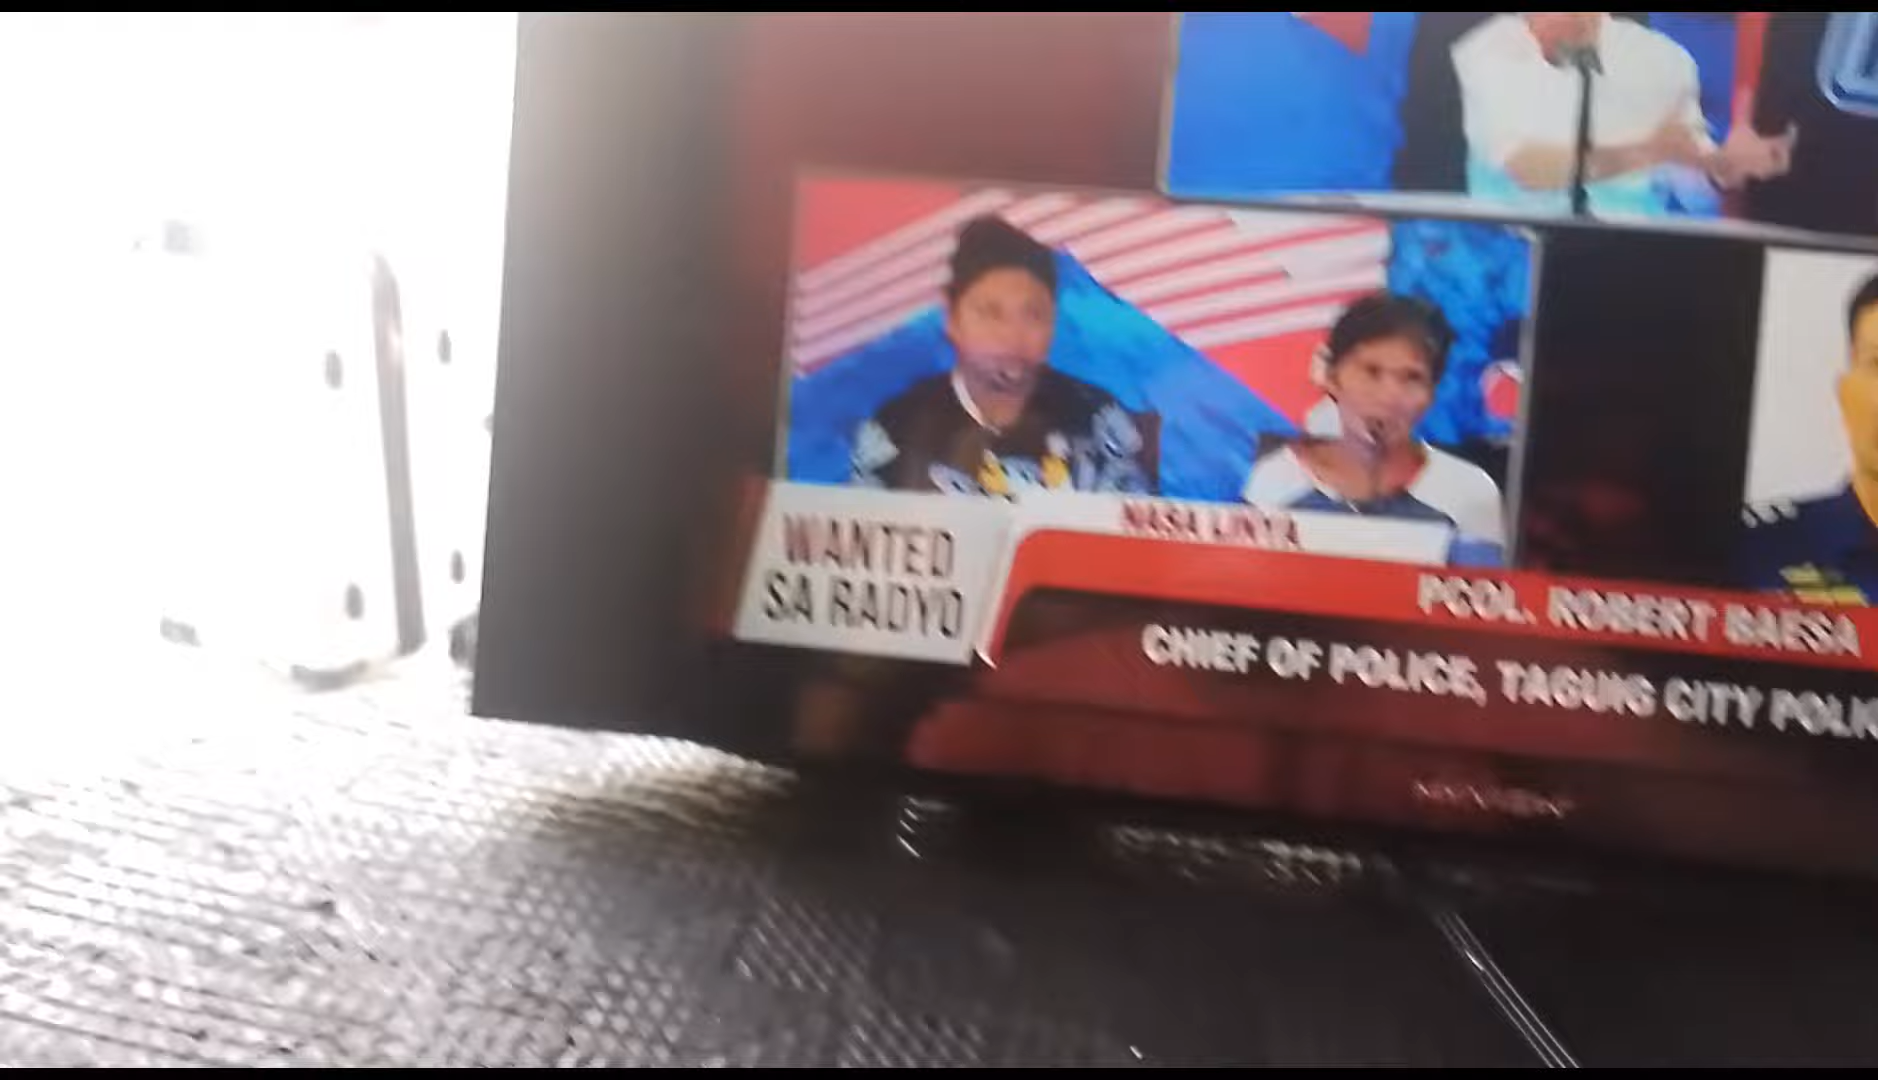 NASA LINYA
WANTED
SA RADYO
PCOL. ROBERT BAESA
CHIEF OF POLICE, TAGUIG CITY POLIC